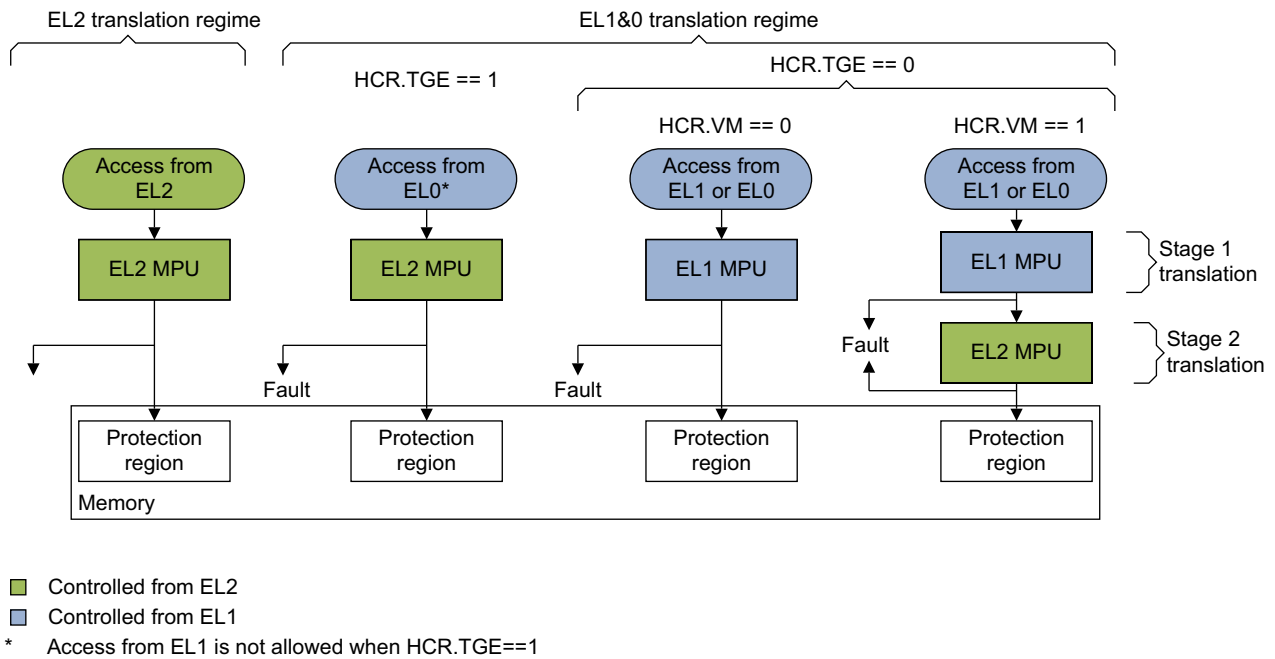 EL2 translation regime
EL1&0 translation regime
HCR.TGE == 1
HCR.TGE == 0
HCR.VM == 0
HCR.VM == 1
Access from
EL2
Access from
EL0*
Access from
EL1 or EL0
Access from
EL1 or EL0
EL2 MPU
EL2 MPU
EL1 MPU
EL1 MPU
Stage 1
translation
Fault
EL2 MPU
Stage 2
translation
Fault
Fault
Protection
region
Protection
region
Protection
region
Protection
region
Memory
Controlled from EL2
Controlled from EL1
* Access from EL1 is not allowed when HCR.TGE==1